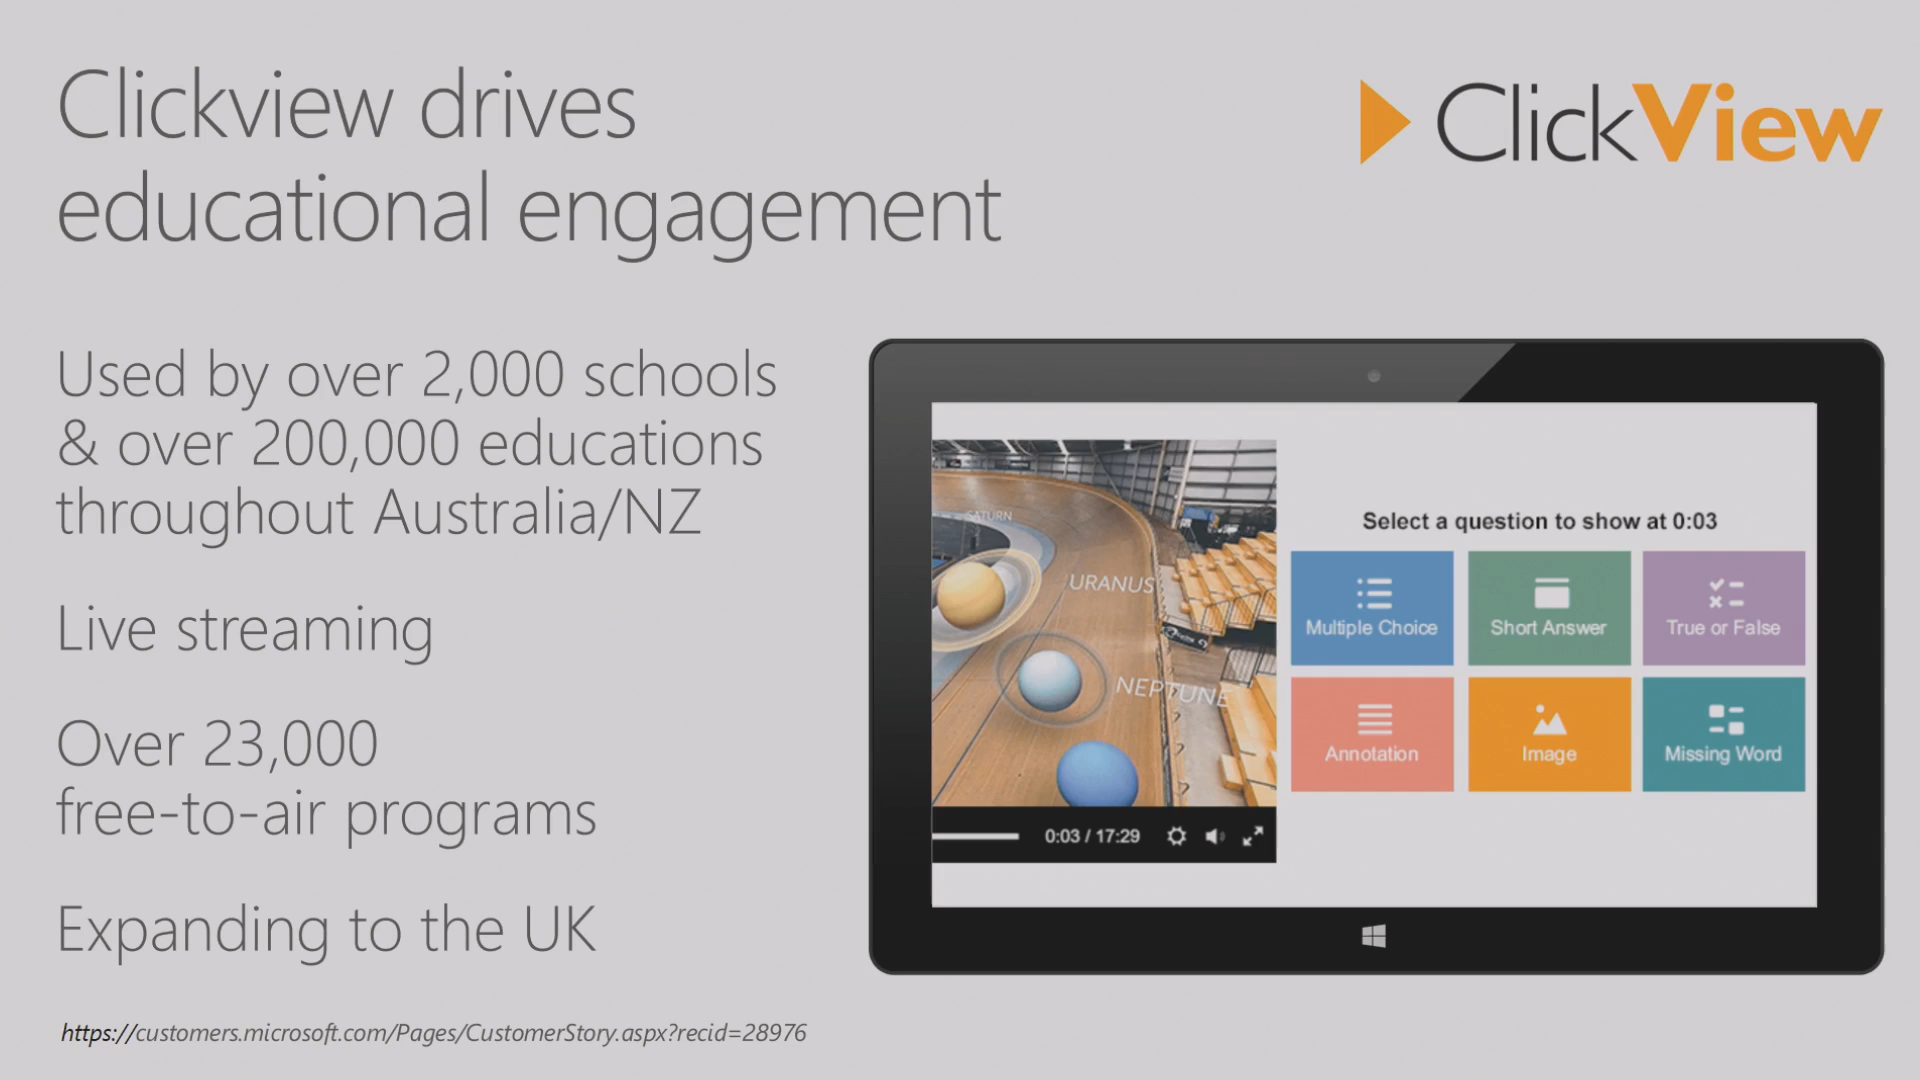 Clickview drives
educational engagement
ClickView
Used by over 2,000 schools
& over 200,000 educations
throughout Australia/NZ
Live streaming
Over 23,000
free-to-air programs
Expanding to the UK
https://customers.microsoft.com/Pages/CustomerStory.aspx?recid=28976
SATURN
URANUS
NEPTUNE
0:03 / 17:29
Select a question to show at 0:03
Multiple Choice
Short Answer
True or False
Annotation
Image
Missing Word